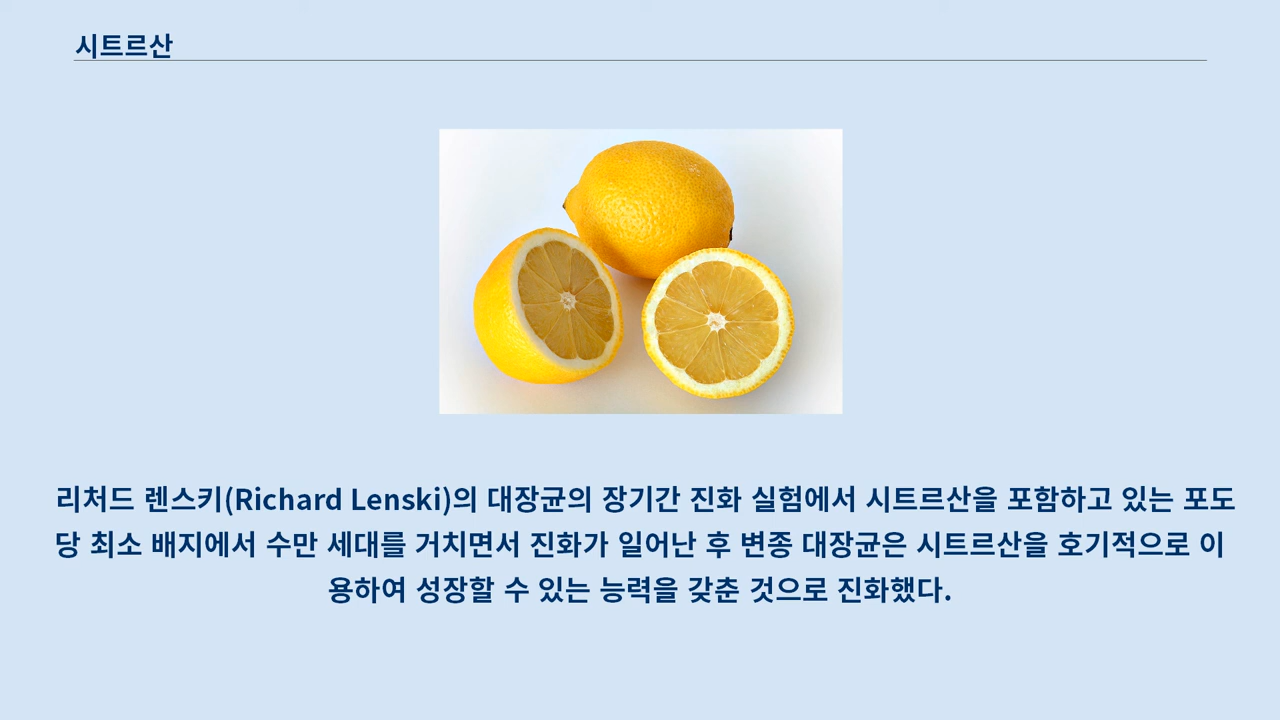 시트르산
리처드 렌스키(Richard Lenski)의 대장균의 장기간 진화 실험에서 시트르산을 포함하고 있는 포도
당 최소 배지에서 수만 세대를 거치면서 진화가 일어난 후 변종 대장균은 시트르산을 호기적으로 이
용하여 성장할 수 있는 능력을 갖춘 것으로 진화했다.